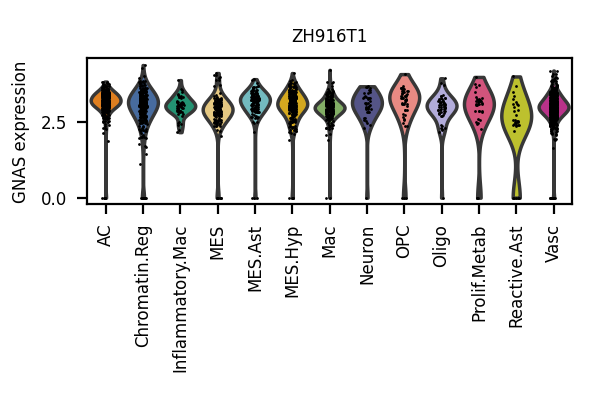 ZH916T1
GNAS expression
2.5
0.0
AC
Chromatin.Reg
Inflammatory.Mac
MES
MES.Ast
MES.Hyp
Mac
Neuron
OPC
Oligo
Prolif.Metab
Reactive.Ast
Vasc